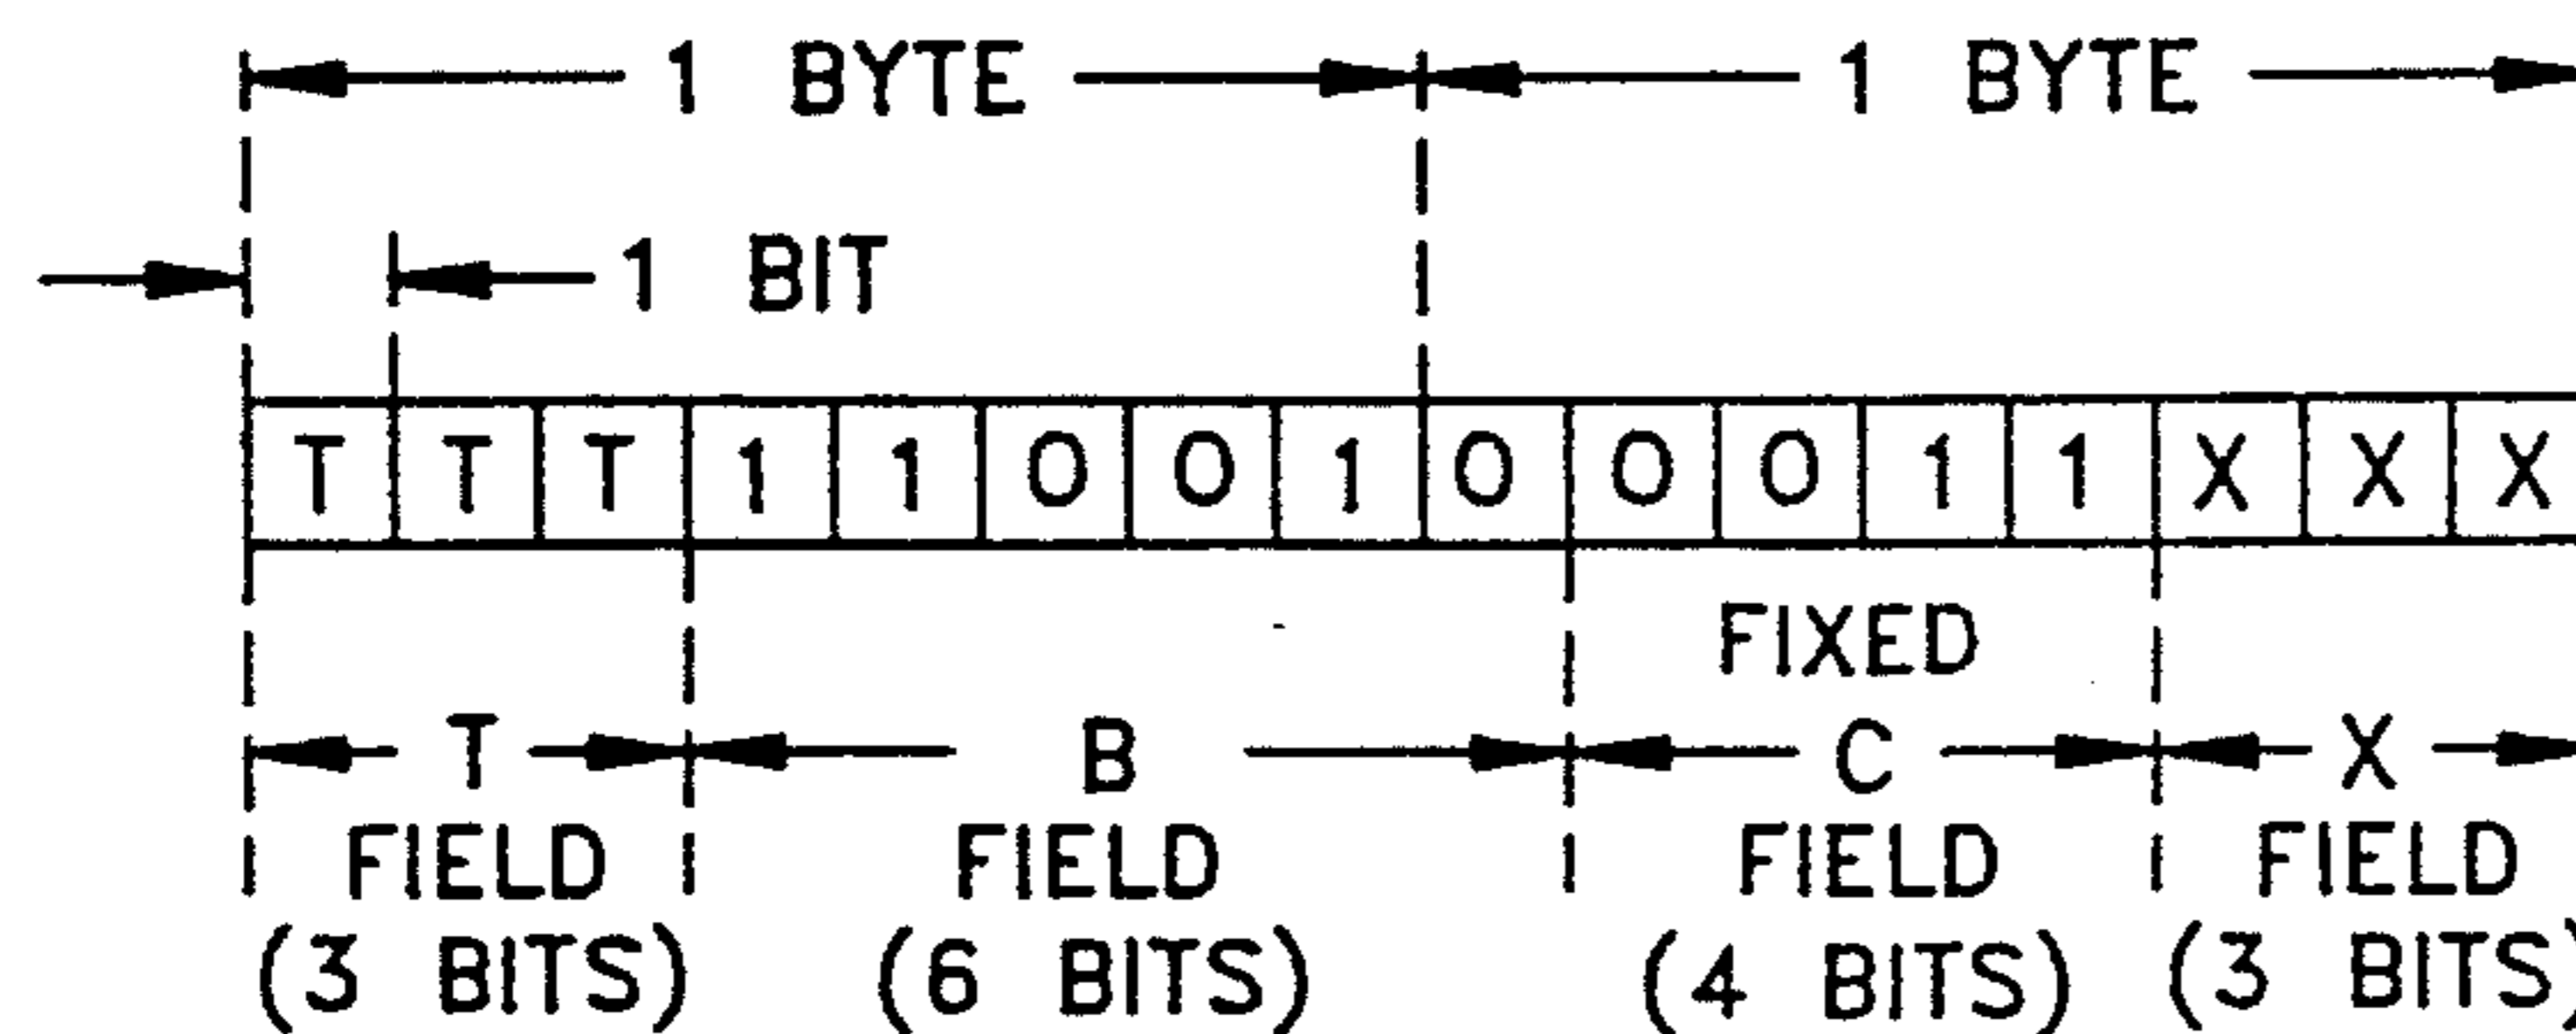 1 BYTE 1 BYTE
1 BIT
T T T 1 1 0 0 1 0 0 0 1 1 X X X
FIXED
T B C X
FIELD FIELD FIELD FIELD
(3 BITS) (6 BITS) (4 BITS) (3 BITS)